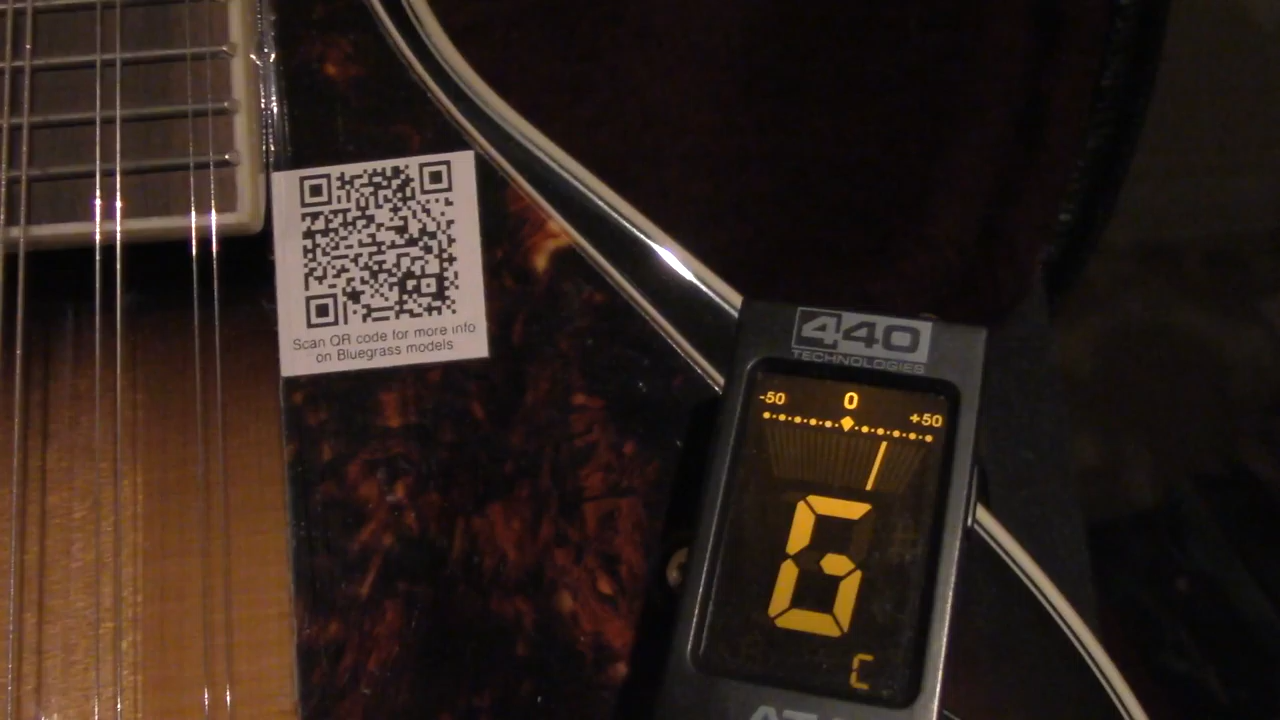 Scan QR code for more info
on Bluegrass models
440
TECHNOLOGIES
-50 0 +50
G
C